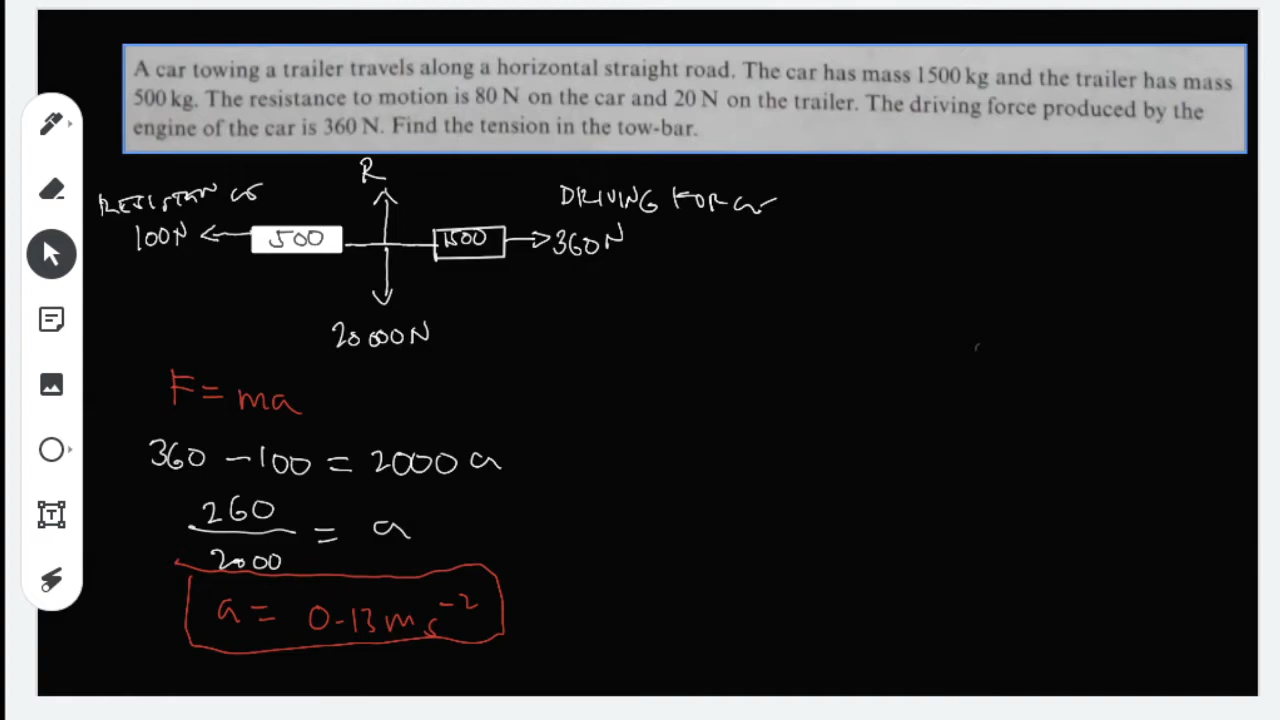 A car towing a trailer travels along a horizontal straight road. The car has mass 1500 kg and the trailer has mass
500 kg. The resistance to motion is 80 N on the car and 20 N on the trailer. The driving force produced by the
engine of the car is 360 N. Find the tension in the tow-bar.
R
RESISTANCE
DRIVING FORCE
100N
500
1500
360N
20000N
F = ma
360 - 100 = 2000 a
260
2000
= a
a = 0.13 ms⁻²